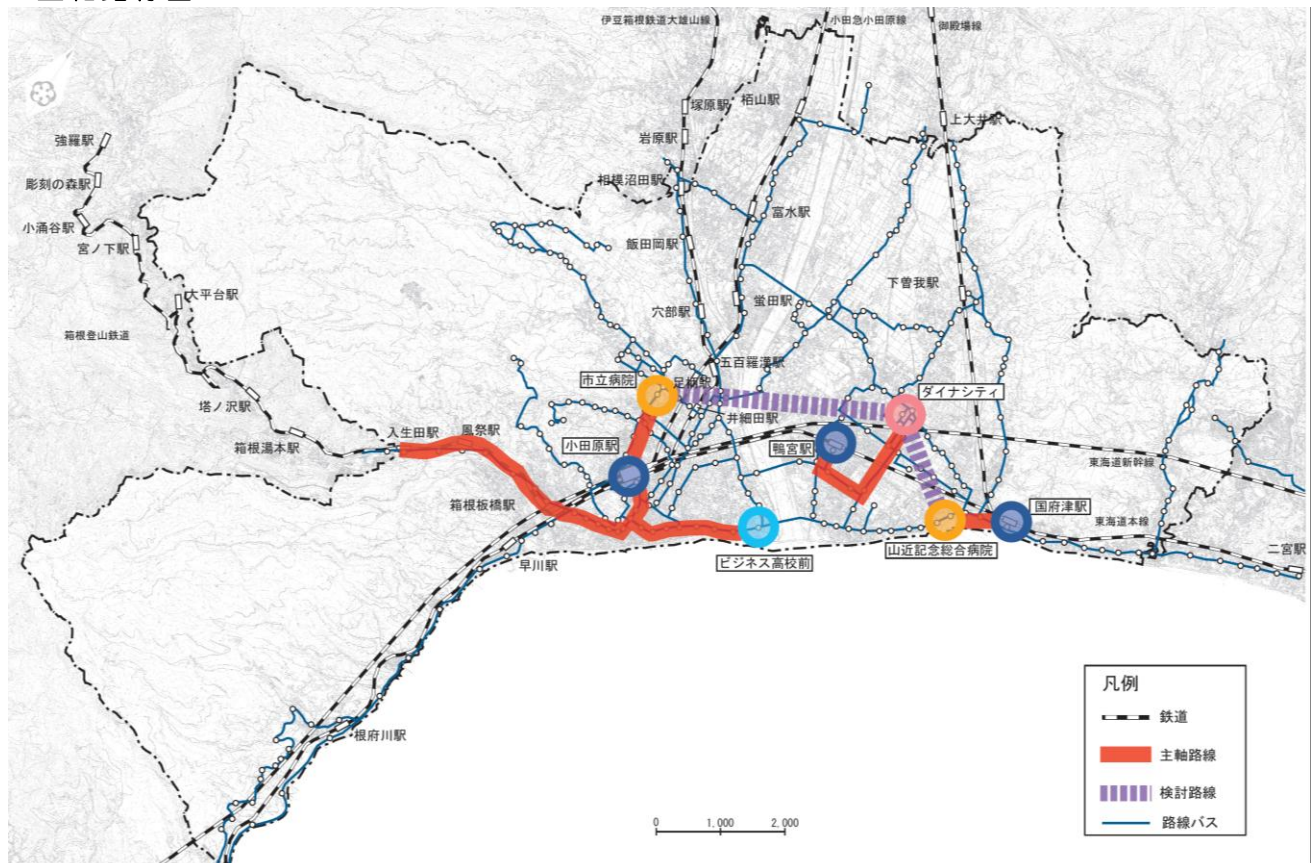 伊豆箱根鉄道大雄山線
小田急小田原線
御殿場線
塚原駅
栢山駅
上大井駅
岩原駅
強羅駅
彫刻の森駅
相模沼田駅
小涌谷駅
富水駅
宮ノ下駅
飯田岡駅
下曽我駅
大平台駅
螢田駅
穴部駅
箱根登山鉄道
五百羅漢駅
市立病院
足柄駅
ダイナシティ
塔ノ沢駅
井細田駅
入生田駅
風祭駅
小田原駅
鴨宮駅
箱根湯本駅
東海道新幹線
箱根板橋駅
国府津駅
東海道本線
早川駅
ビジネス高校前
山近記念総合病院
二宮駅
根府川駅
凡例
鉄道
主軸路線
検討路線
路線バス
0 1,000 2,000